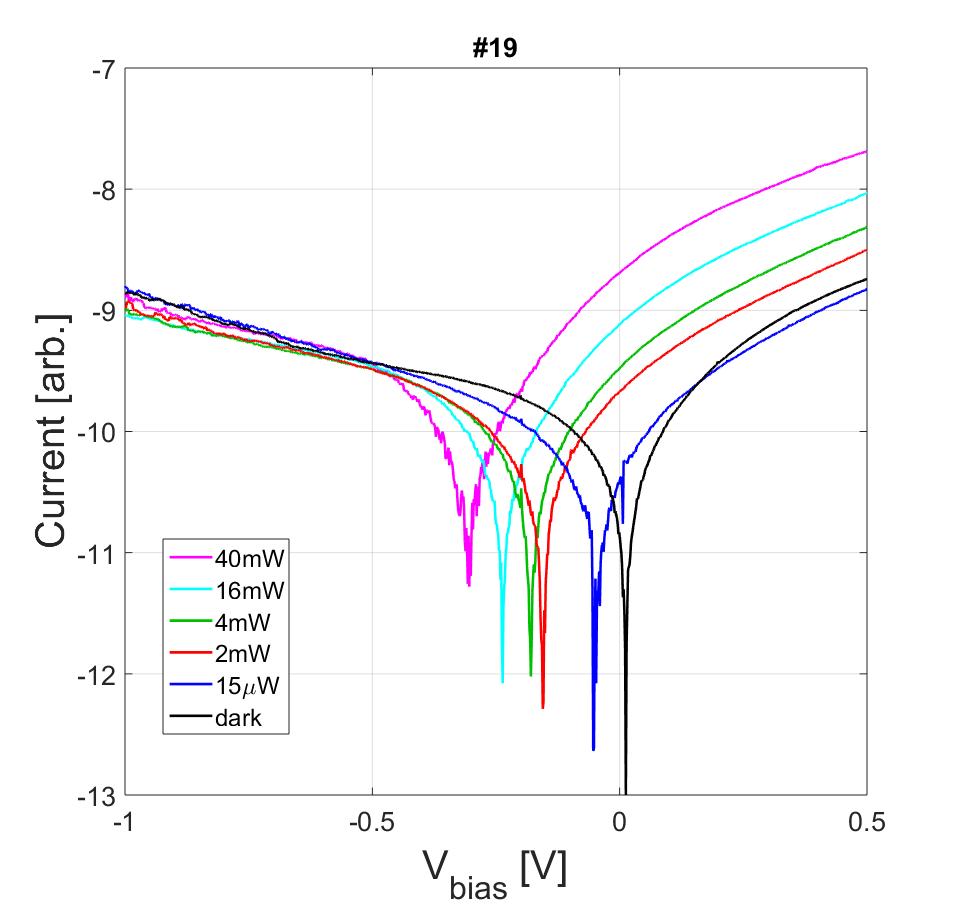 #19
Current [arb.]
-7
-8
-9
-10
-11
-12
-13
40mW
16mW
4mW
2mW
15μW
dark
-1 -0.5 0 0.5
V_bias [V]